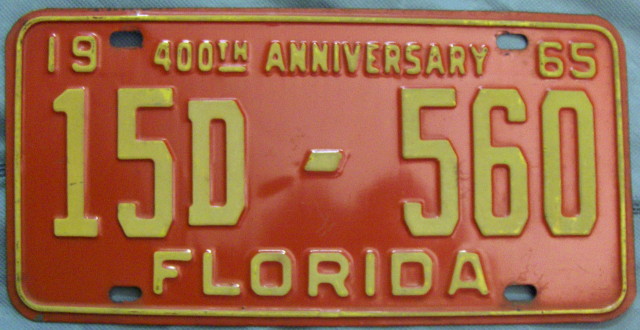 19 400TH ANNIVERSARY 65
15D - 560
FLORIDA